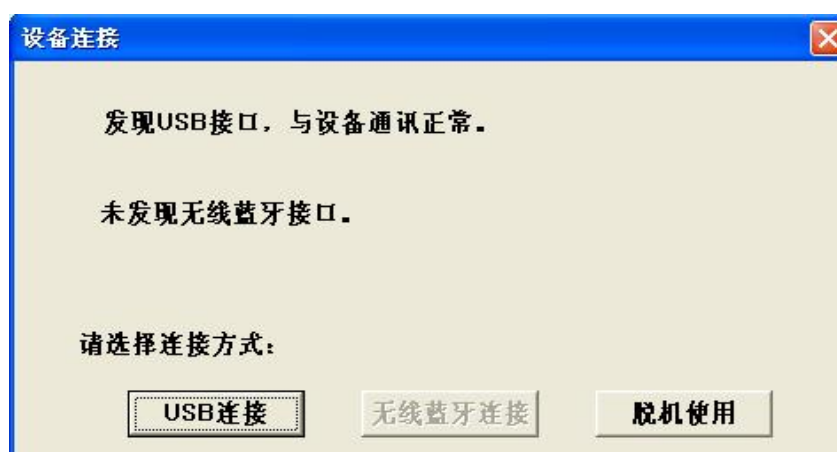 设备连接
发现USB接口，与设备通讯正常。
未发现无线蓝牙接口。
请选择连接方式：
USB连接 无线蓝牙连接 脱机使用